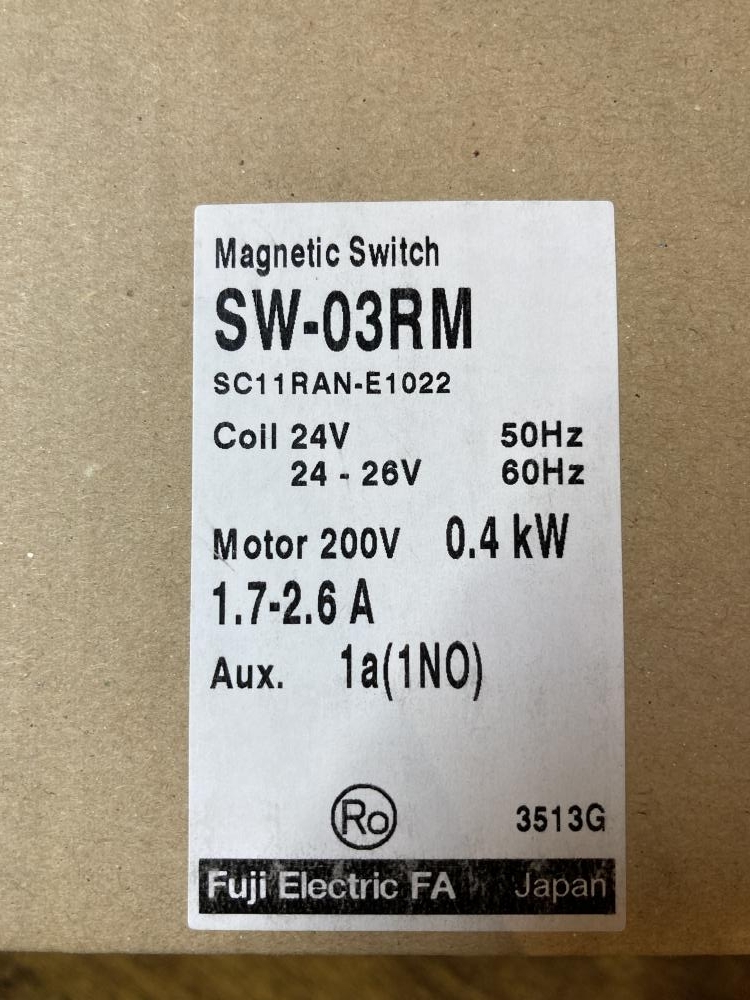 Magnetic Switch
SW-03RM
SC11RAN-E1022
Coil 24V 50Hz
24 - 26V 60Hz
Motor 200V 0.4 kW
1.7-2.6 A
Aux. 1a(1NO)
Ro 3513G
Fuji Electric FA Japan